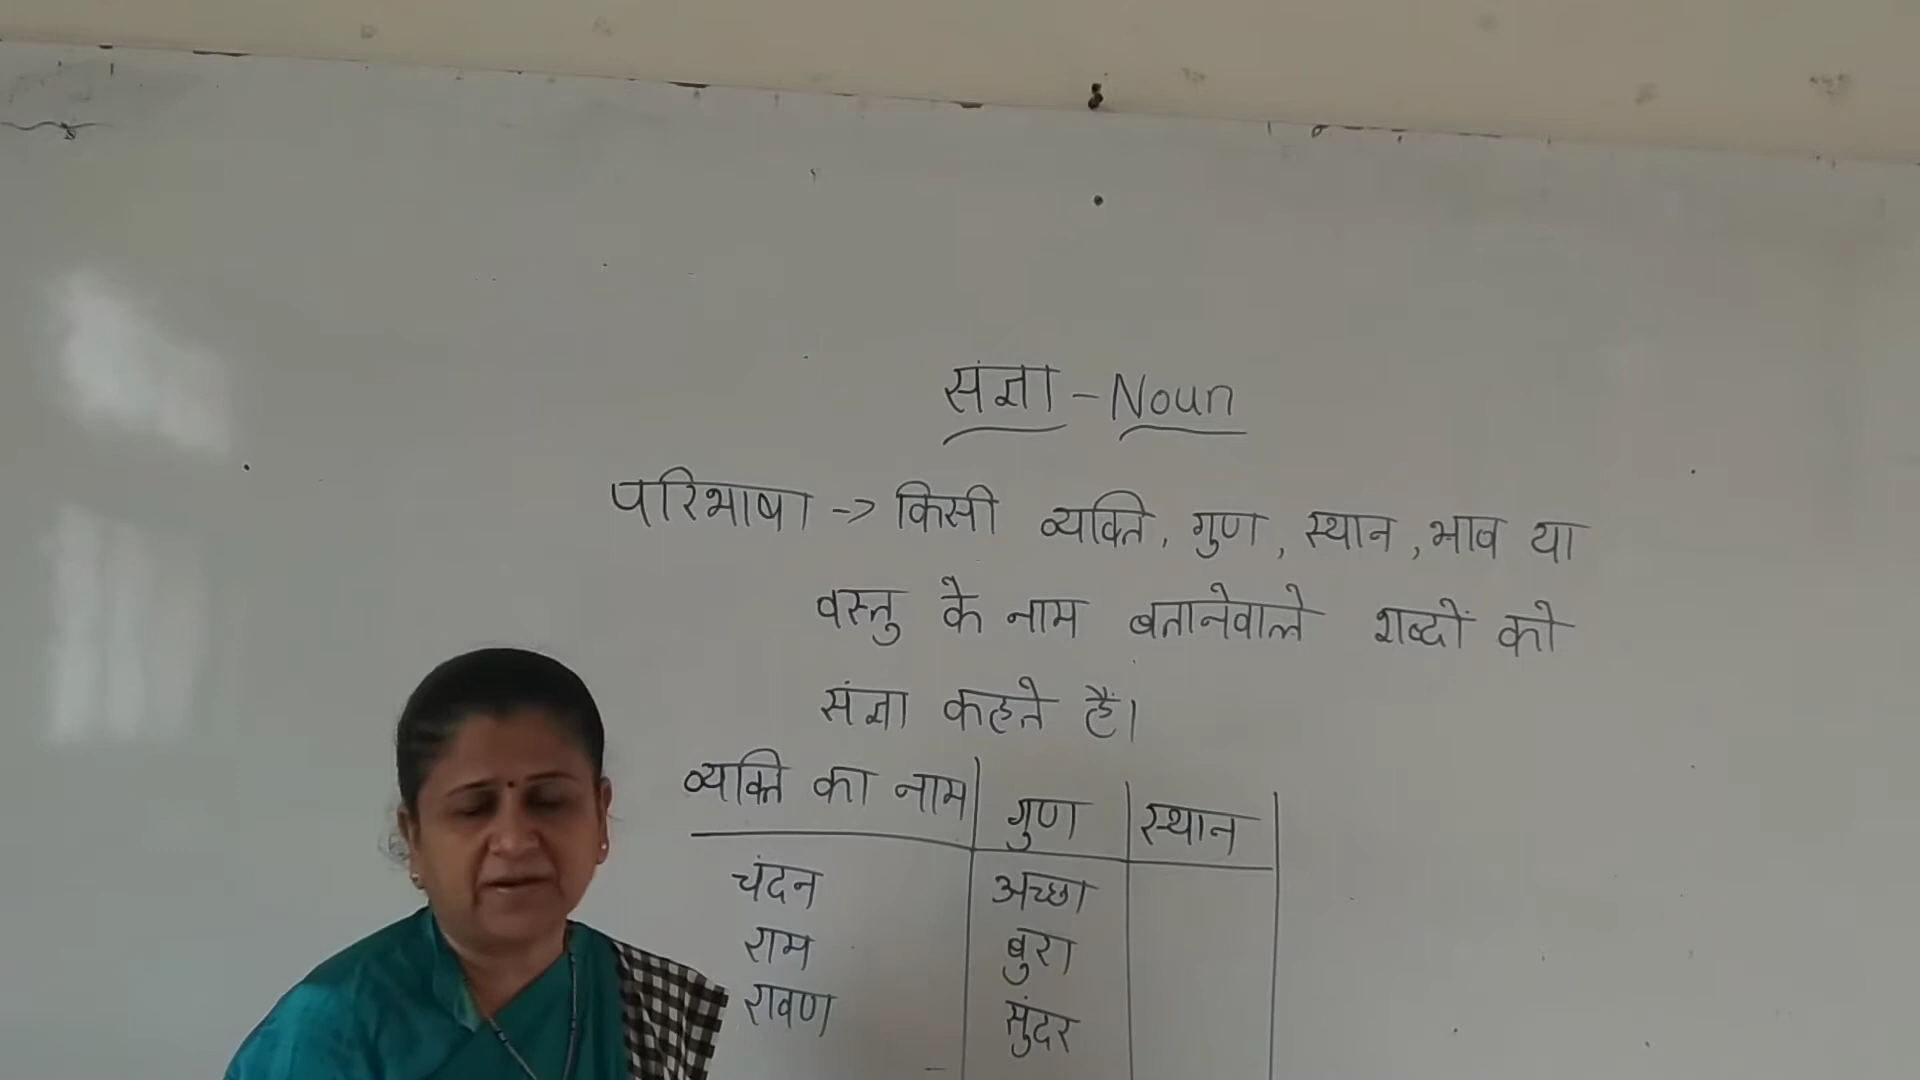 संज्ञा - Noun
परिभाषा -> किसी व्यक्ति, गुण, स्थान, भाव या
वस्तु के नाम बतानेवाले शब्दों को
संज्ञा कहते हैं।
व्यक्ति का नाम गुण स्थान
चंदन अच्छा
राम बुरा
रावण सुंदर